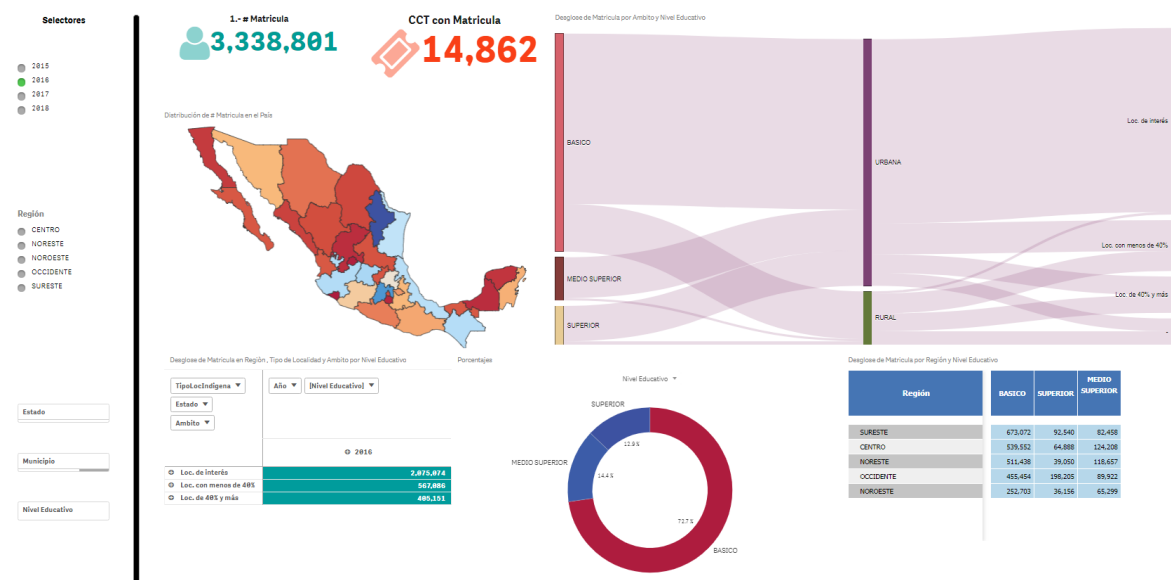 Selectores
2015
2016
2017
2018
Región
CENTRO
NORESTE
NOROESTE
OCCIDENTE
SURESTE
Estado
Municipio
Nivel Educativo
1.- # Matricula
3,338,801
CCT con Matricula
14,862
Distribución de # Matricula en el País
Desglose de Matricula por Ambito y Nivel Educativo
BASICO
MEDIO SUPERIOR
SUPERIOR
URBANA
RURAL
Loc. de interés
Loc. con menos de 40%
Loc. de 40% y más
-
Desglose de Matricula en Región , Tipo de Localidad y Ambito por Nivel Educativo
TipoLocIndigena
Año
[Nivel Educativo]
Estado
Ambito
2016
Loc. de interés 2,075,074
Loc. con menos de 40% 567,086
Loc. de 40% y más 405,151
Porcentajes
Nivel Educativo
SUPERIOR
12.9 %
MEDIO SUPERIOR
14.4 %
72.7 %
BASICO
Desglose de Matricula por Región y Nivel Educativo
Región BASICO SUPERIOR MEDIO SUPERIOR
SURESTE 673,072 92,540 82,458
CENTRO 539,552 64,888 124,208
NORESTE 511,438 39,050 118,657
OCCIDENTE 455,454 198,205 89,922
NOROESTE 252,703 36,156 65,299